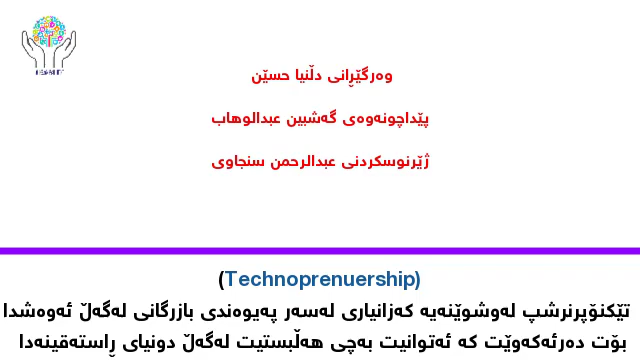 وەرگێڕانی دڵنیا حسێن
پێداچونەوەی گەشبین عبدالوهاب
ژێرنوسکردنی عبدالرحمن سنجاوی
(Technoprenuership)
تێکنۆپرنرشپ لەوشوێنەیە کەزانیاری لەسەر پەیوەندی بازرگانی لەگەڵ ئەوەشدا
بۆت دەرئەکەوێت کە ئەتوانیت بەچی هەڵبستیت لەگەڵ دونیای ڕاستەقینەدا